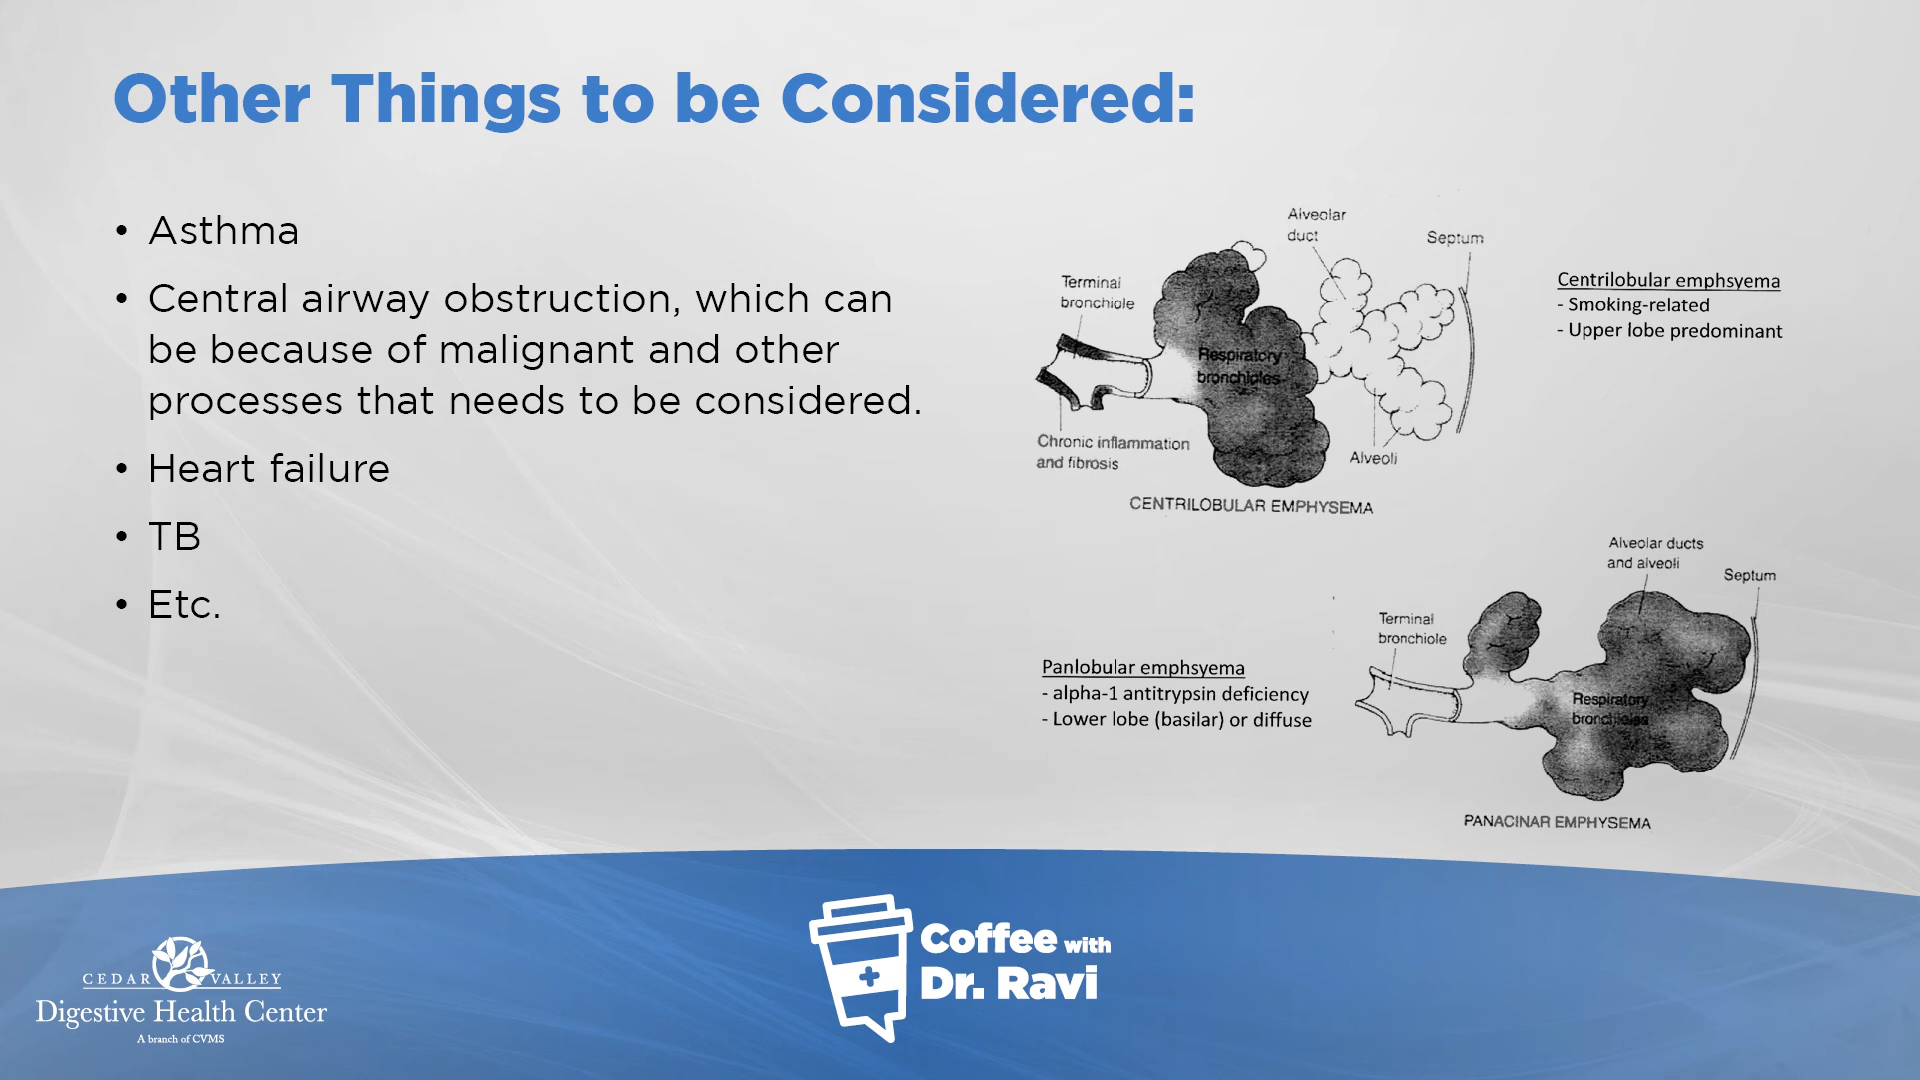 Other Things to be Considered:
• Asthma
• Central airway obstruction, which can
be because of malignant and other
processes that needs to be considered.
• Heart failure
• TB
• Etc.
Alveolar
duct
Septum
Terminal
bronchiole
Respiratory
bronchioles
Chronic inflammation
and fibrosis
Alveoli
CENTRILOBULAR EMPHYSEMA
Centrilobular emphsyema
- Smoking-related
- Upper lobe predominant
Panlobular emphsyema
- alpha-1 antitrypsin deficiency
- Lower lobe (basilar) or diffuse
Alveolar ducts
and alveoli
Septum
Terminal
bronchiole
Respiratory
bronchioles
PANACINAR EMPHYSEMA
CEDAR VALLEY
Digestive Health Center
A branch of CVMS
Coffee with
Dr. Ravi